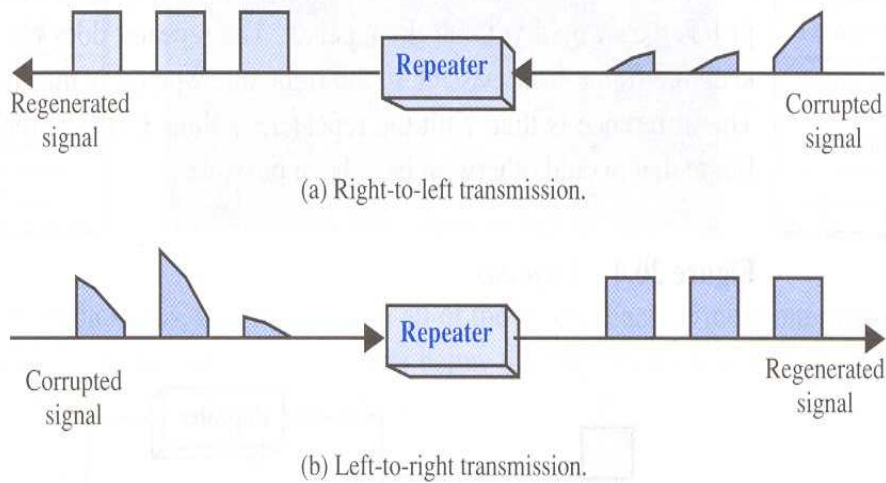 Repeater
Regenerated
signal
Corrupted
signal
(a) Right-to-left transmission.
Repeater
Corrupted
signal
Regenerated
signal
(b) Left-to-right transmission.